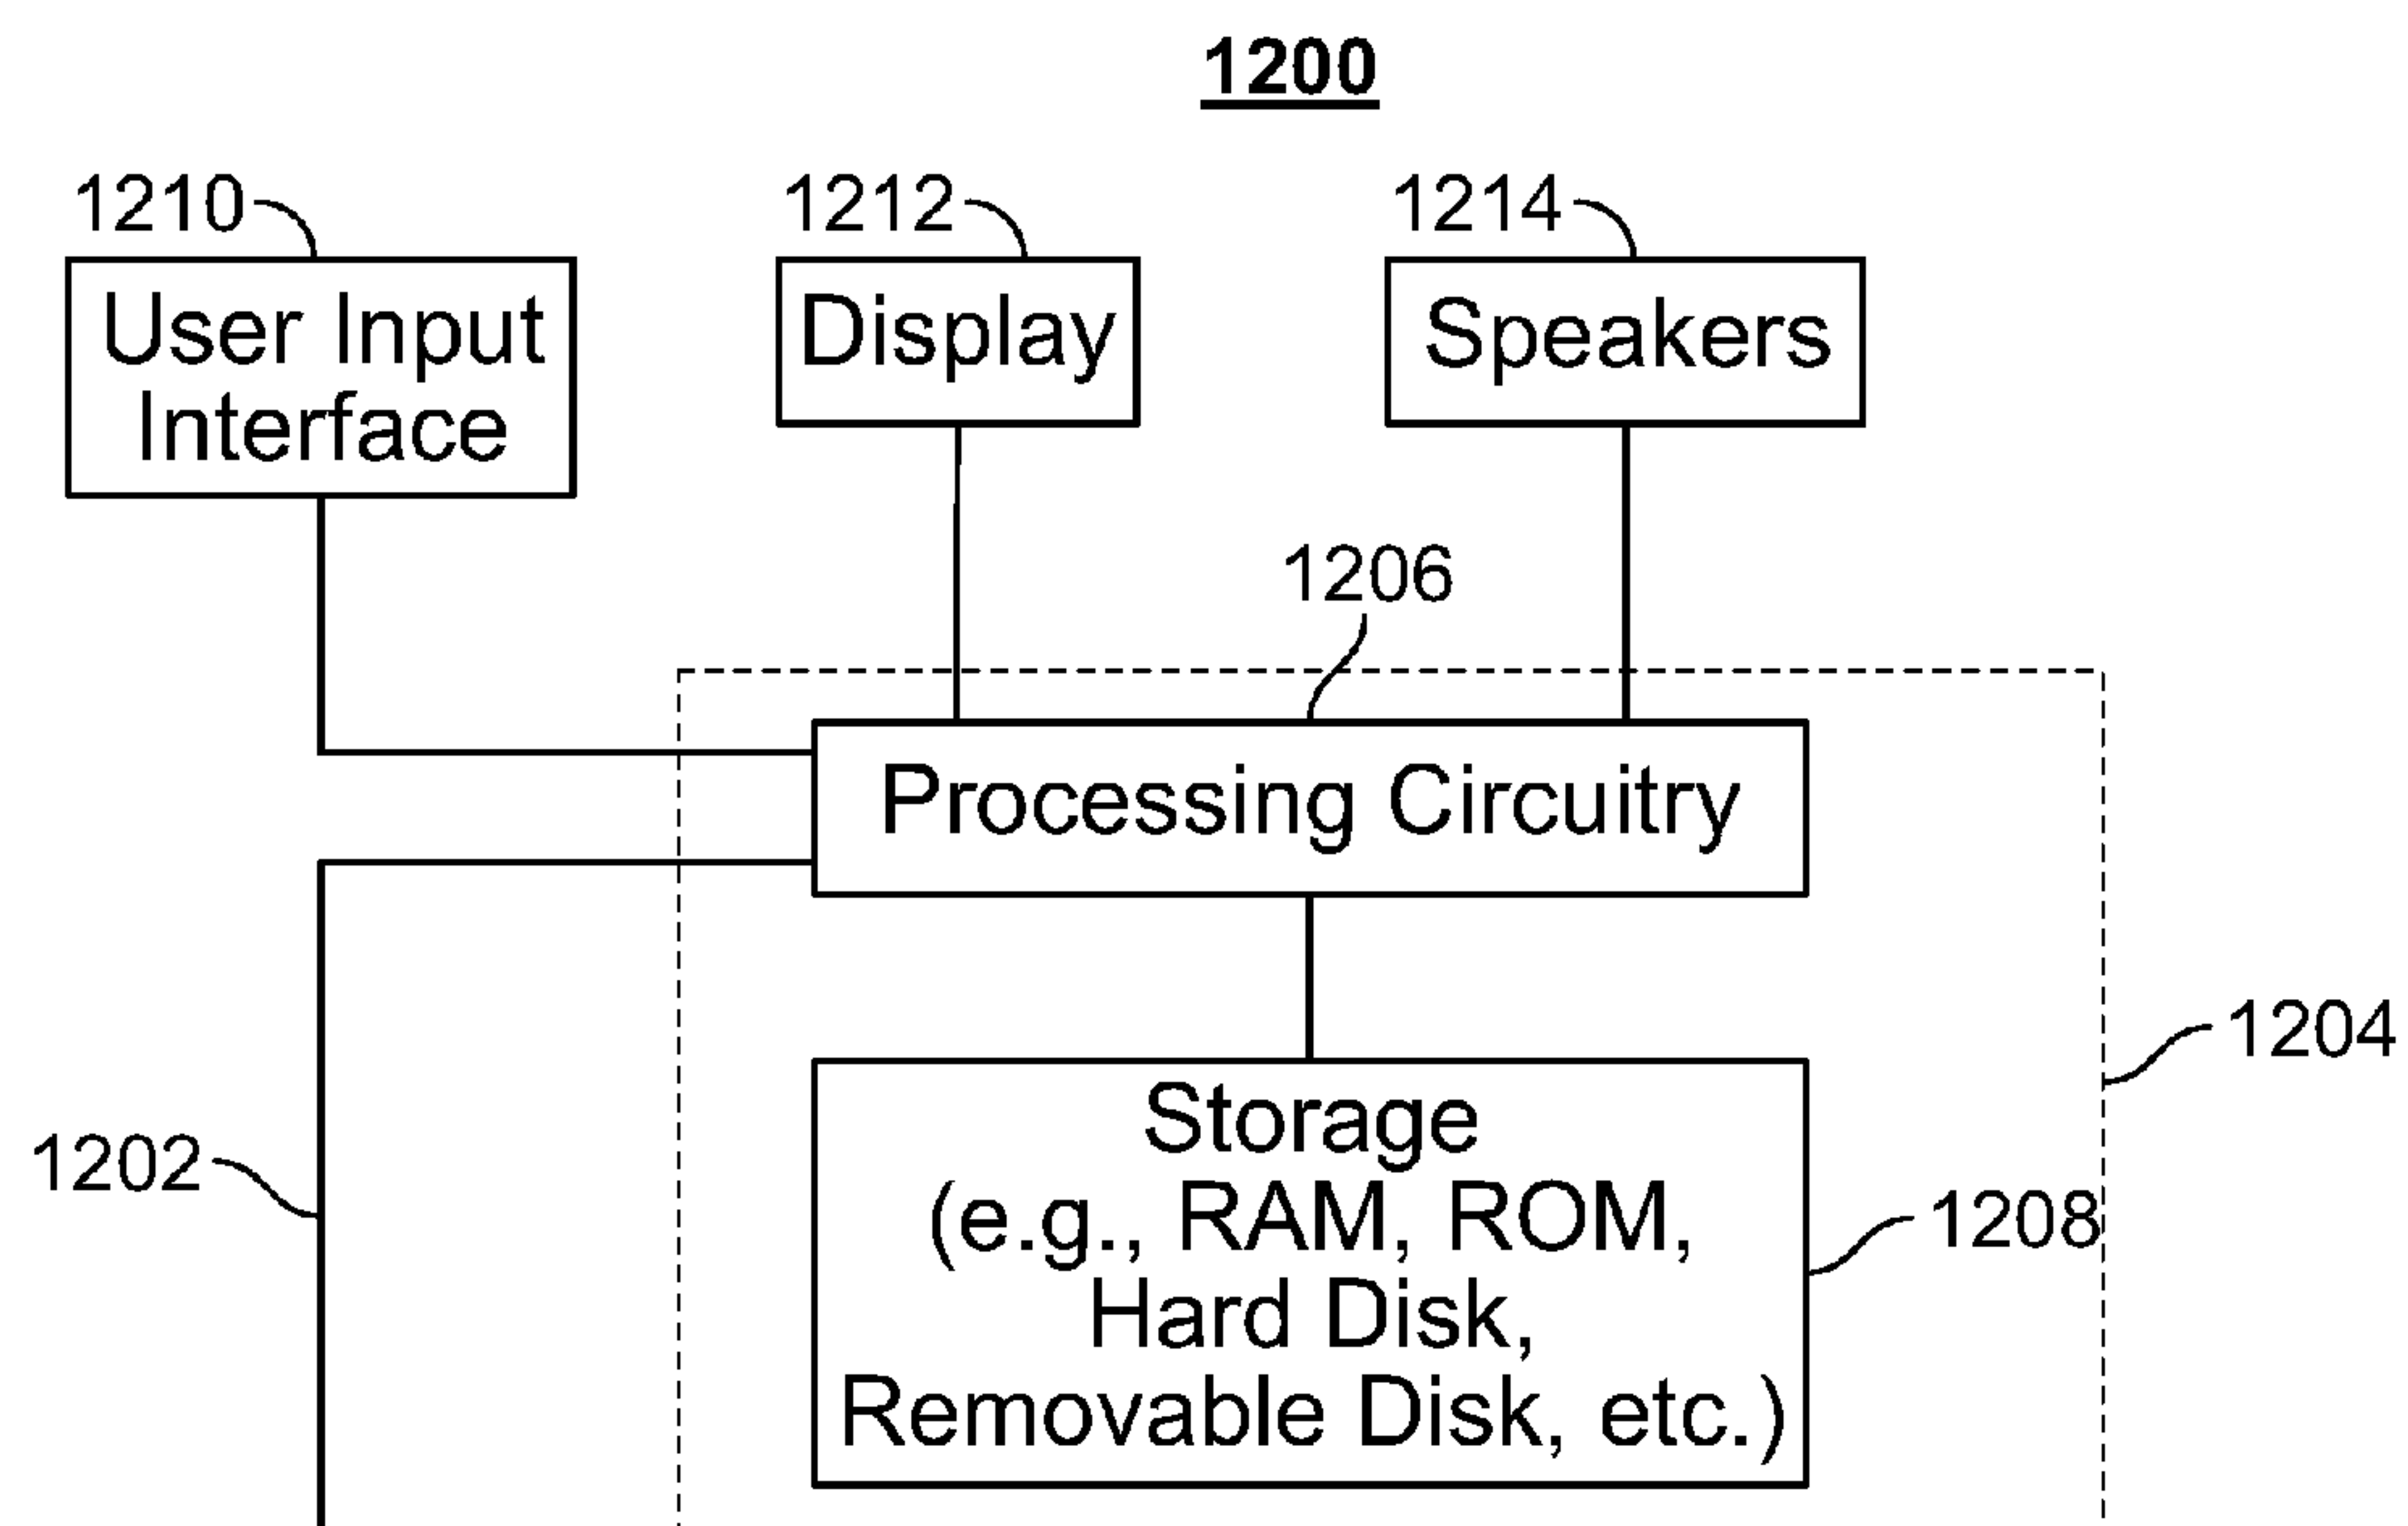 1200
1210
1212
1214
User Input
Interface
Display
Speakers
1206
Processing Circuitry
1204
1202
Storage
(e.g., RAM, ROM,
Hard Disk,
Removable Disk, etc.)
1208